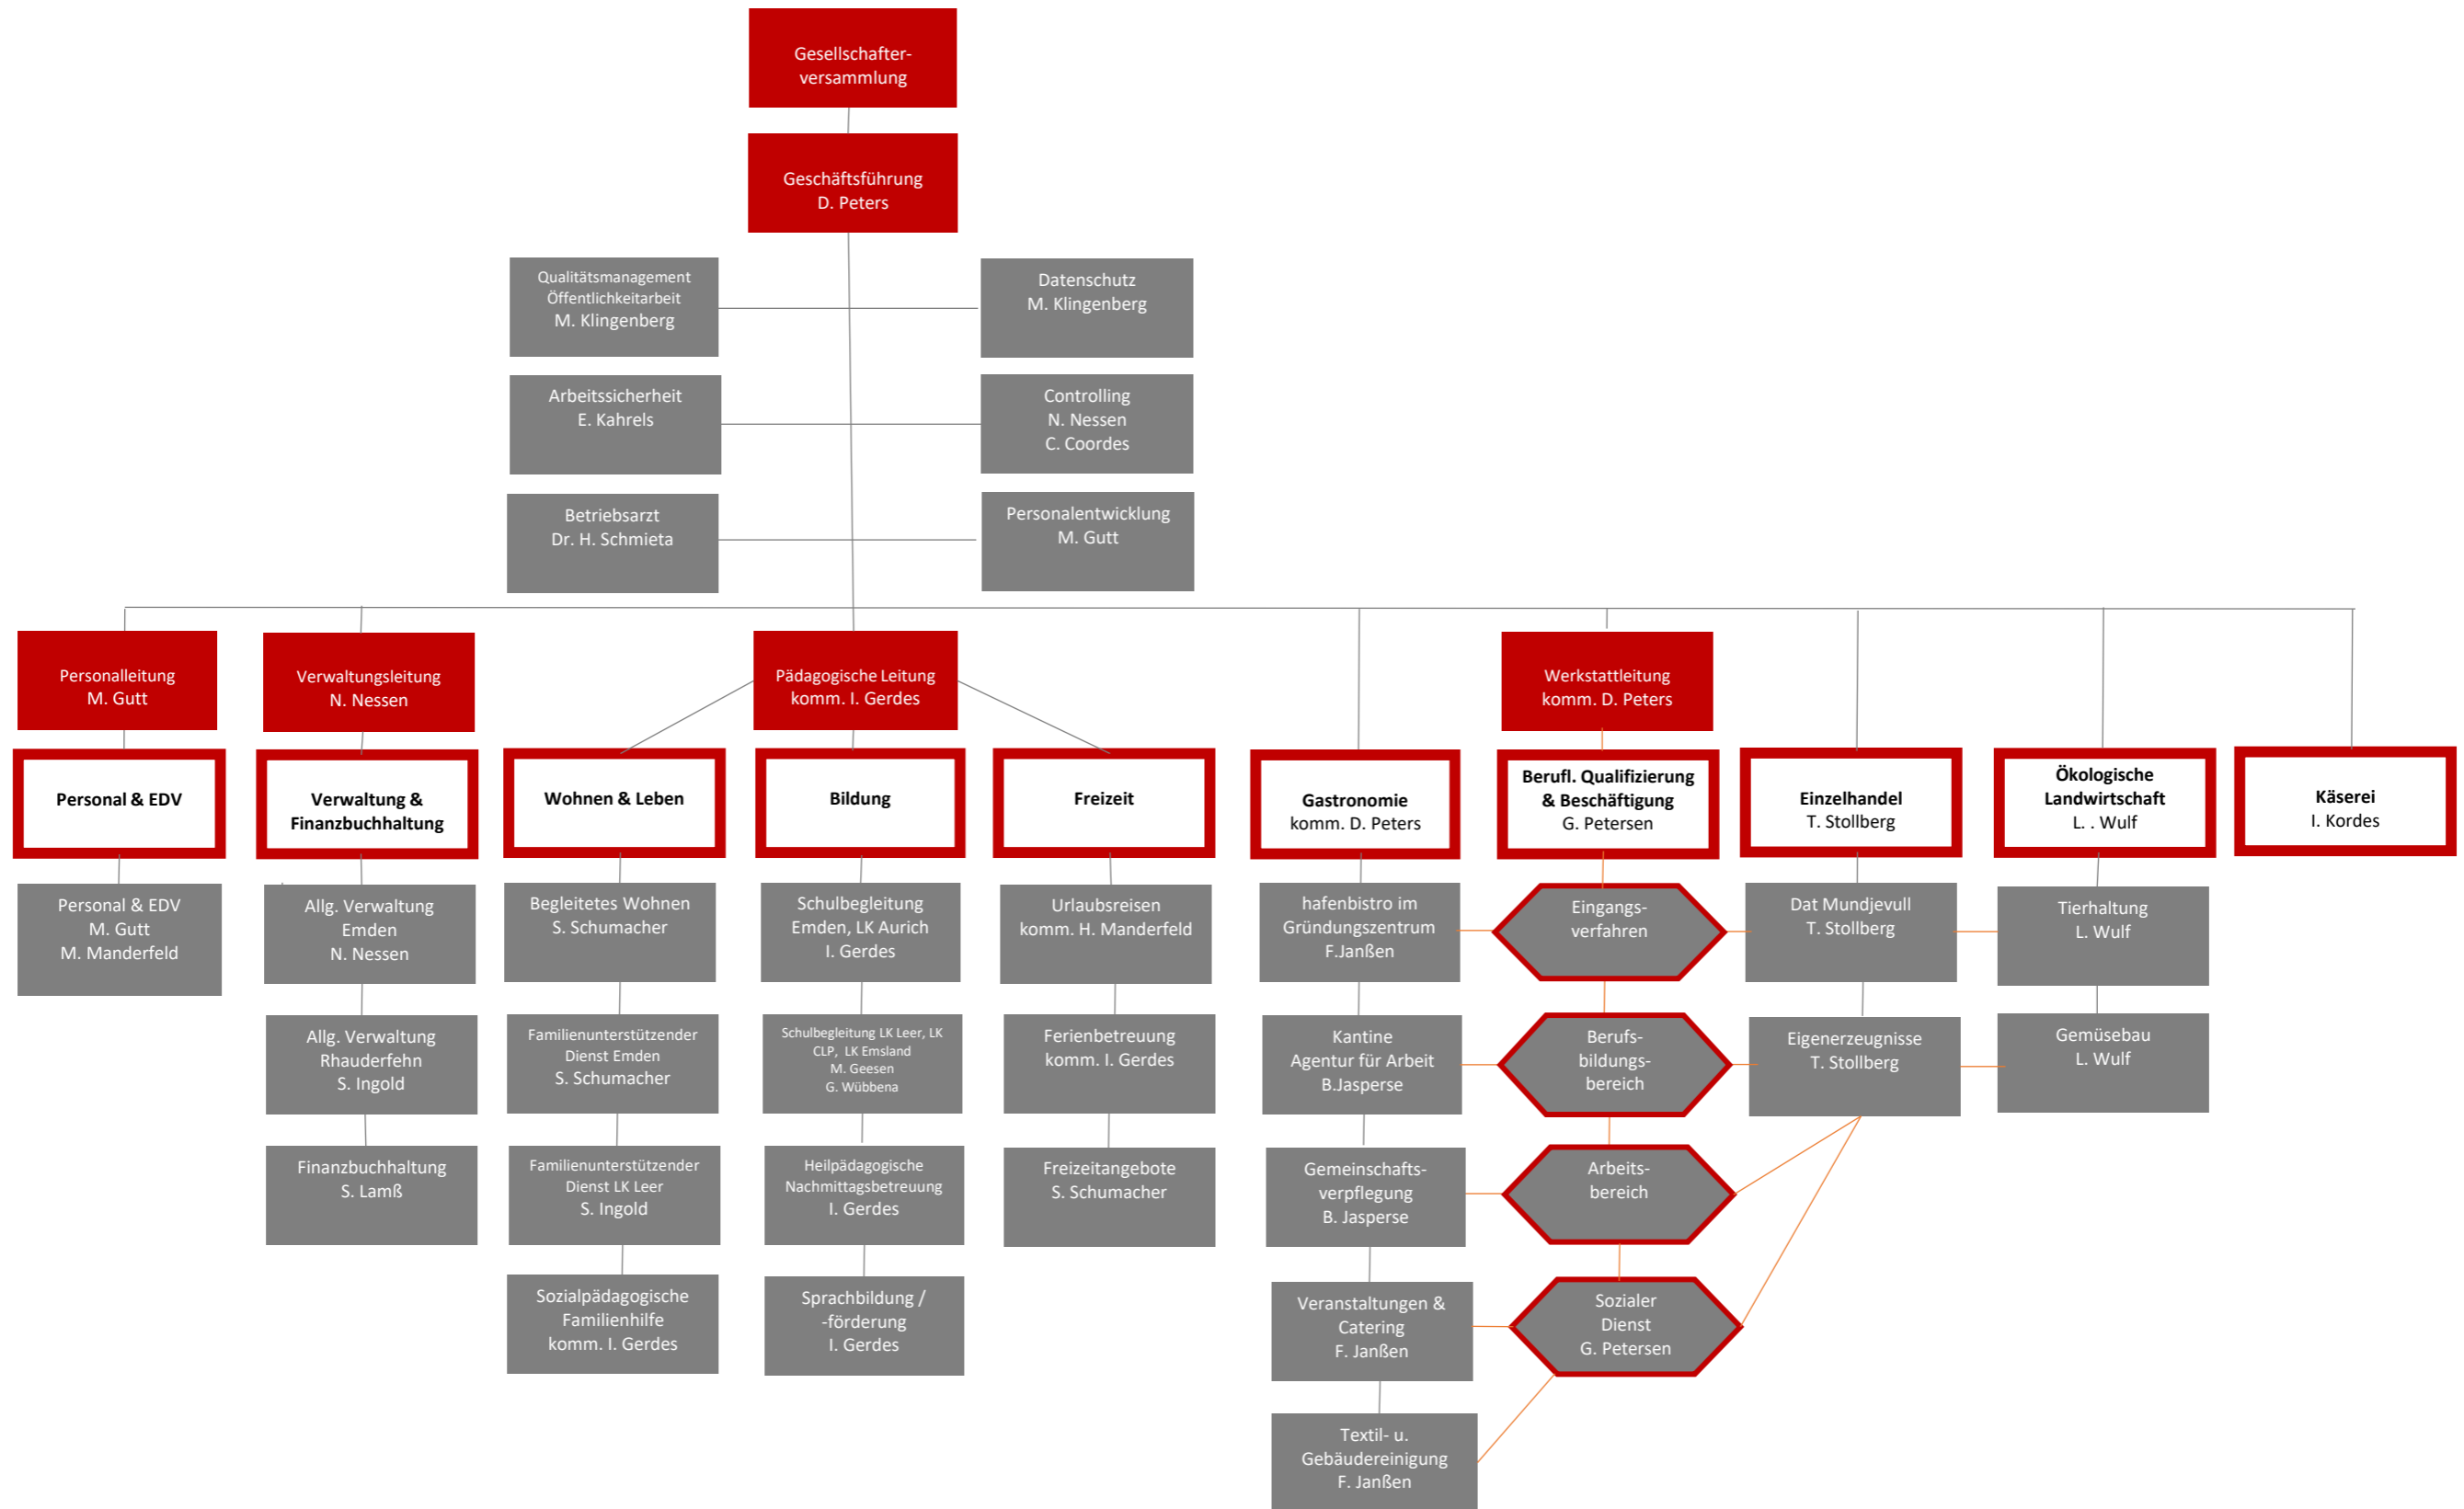 Gesellschafter-
versammlung
Geschäftsführung
D. Peters
Qualitätsmanagement
Öffentlichkeitarbeit
M. Klingenberg
Datenschutz
M. Klingenberg
Arbeitssicherheit
E. Kahrels
Controlling
N. Nessen
C. Coordes
Betriebsarzt
Dr. H. Schmieta
Personalentwicklung
M. Gutt
Personalleitung
M. Gutt
Verwaltungsleitung
N. Nessen
Pädagogische Leitung
komm. I. Gerdes
Werkstattleitung
komm. D. Peters
Personal & EDV
Verwaltung &
Finanzbuchhaltung
Wohnen & Leben
Bildung
Freizeit
Gastronomie
komm. D. Peters
Berufl. Qualifizierung
& Beschäftigung
G. Petersen
Einzelhandel
T. Stollberg
Ökologische
Landwirtschaft
L. . Wulf
Käserei
I. Kordes
Personal & EDV
M. Gutt
M. Manderfeld
Allg. Verwaltung
Emden
N. Nessen
Begleitetes Wohnen
S. Schumacher
Schulbegleitung
Emden, LK Aurich
I. Gerdes
Urlaubsreisen
komm. H. Manderfeld
hafenbistro im
Gründungszentrum
F.Janßen
Eingangs-
verfahren
Dat Mundjevull
T. Stollberg
Tierhaltung
L. Wulf
Allg. Verwaltung
Rhauderfehn
S. Ingold
Familienunterstützender
Dienst Emden
S. Schumacher
Schulbegleitung LK Leer, LK
CLP, LK Emsland
M. Geesen
G. Wübbena
Ferienbetreuung
komm. I. Gerdes
Kantine
Agentur für Arbeit
B.Jasperse
Berufs-
bildungs-
bereich
Eigenerzeugnisse
T. Stollberg
Gemüsebau
L. Wulf
Finanzbuchhaltung
S. Lamß
Familienunterstützender
Dienst LK Leer
S. Ingold
Heilpädagogische
Nachmittagsbetreuung
I. Gerdes
Freizeitangebote
S. Schumacher
Gemeinschafts-
verpflegung
B. Jasperse
Arbeits-
bereich
Sozialpädagogische
Familienhilfe
komm. I. Gerdes
Sprachbildung /
-förderung
I. Gerdes
Veranstaltungen &
Catering
F. Janßen
Sozialer
Dienst
G. Petersen
Textil- u.
Gebäudereinigung
F. Janßen